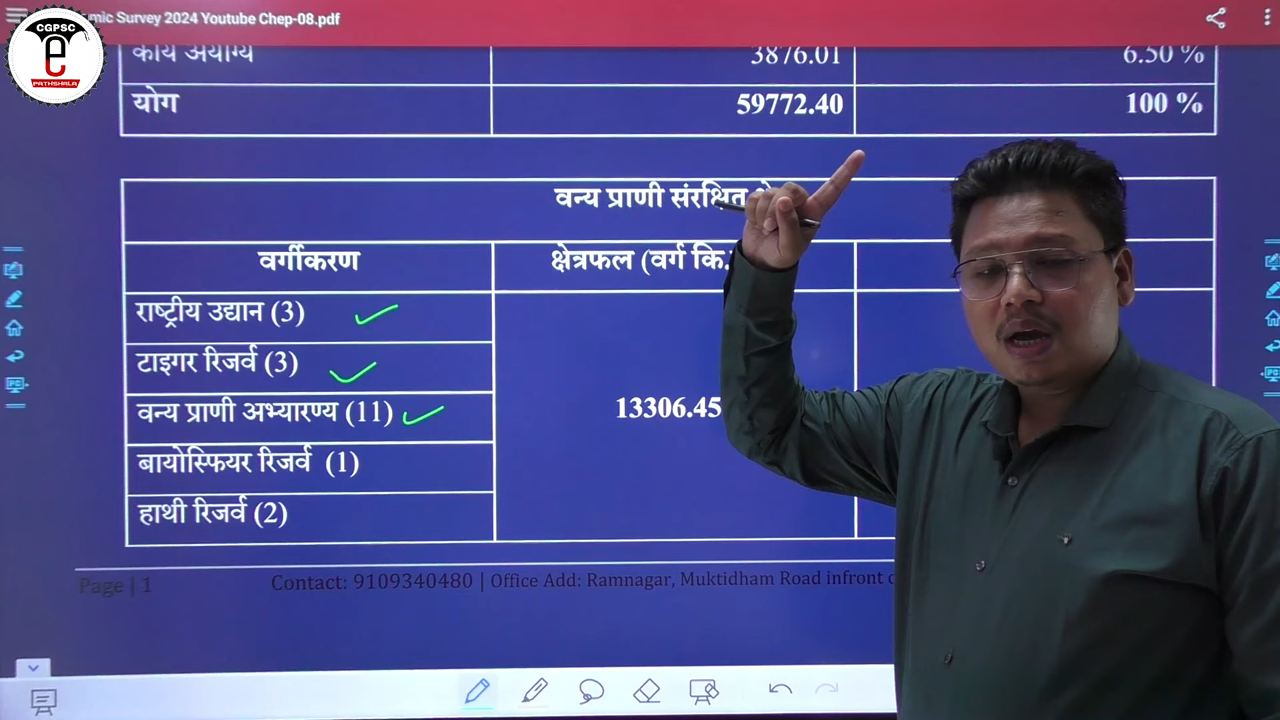 mic Survey 2024 Youtube Chep-08.pdf
CGPSC
PATHSHALA
कार्य अयोग्य 3876.01 6.50 %
योग 59772.40 100 %
वन्य प्राणी संरक्षित
वर्गीकरण क्षेत्रफल (वर्ग कि.
राष्ट्रीय उद्यान (3)
टाइगर रिजर्व (3)
वन्य प्राणी अभ्यारण्य (11) 13306.45
बायोस्फियर रिजर्व (1)
हाथी रिजर्व (2)
Page | 1 Contact: 9109340480 | Office Add: Ramnagar, Muktidham Road infront